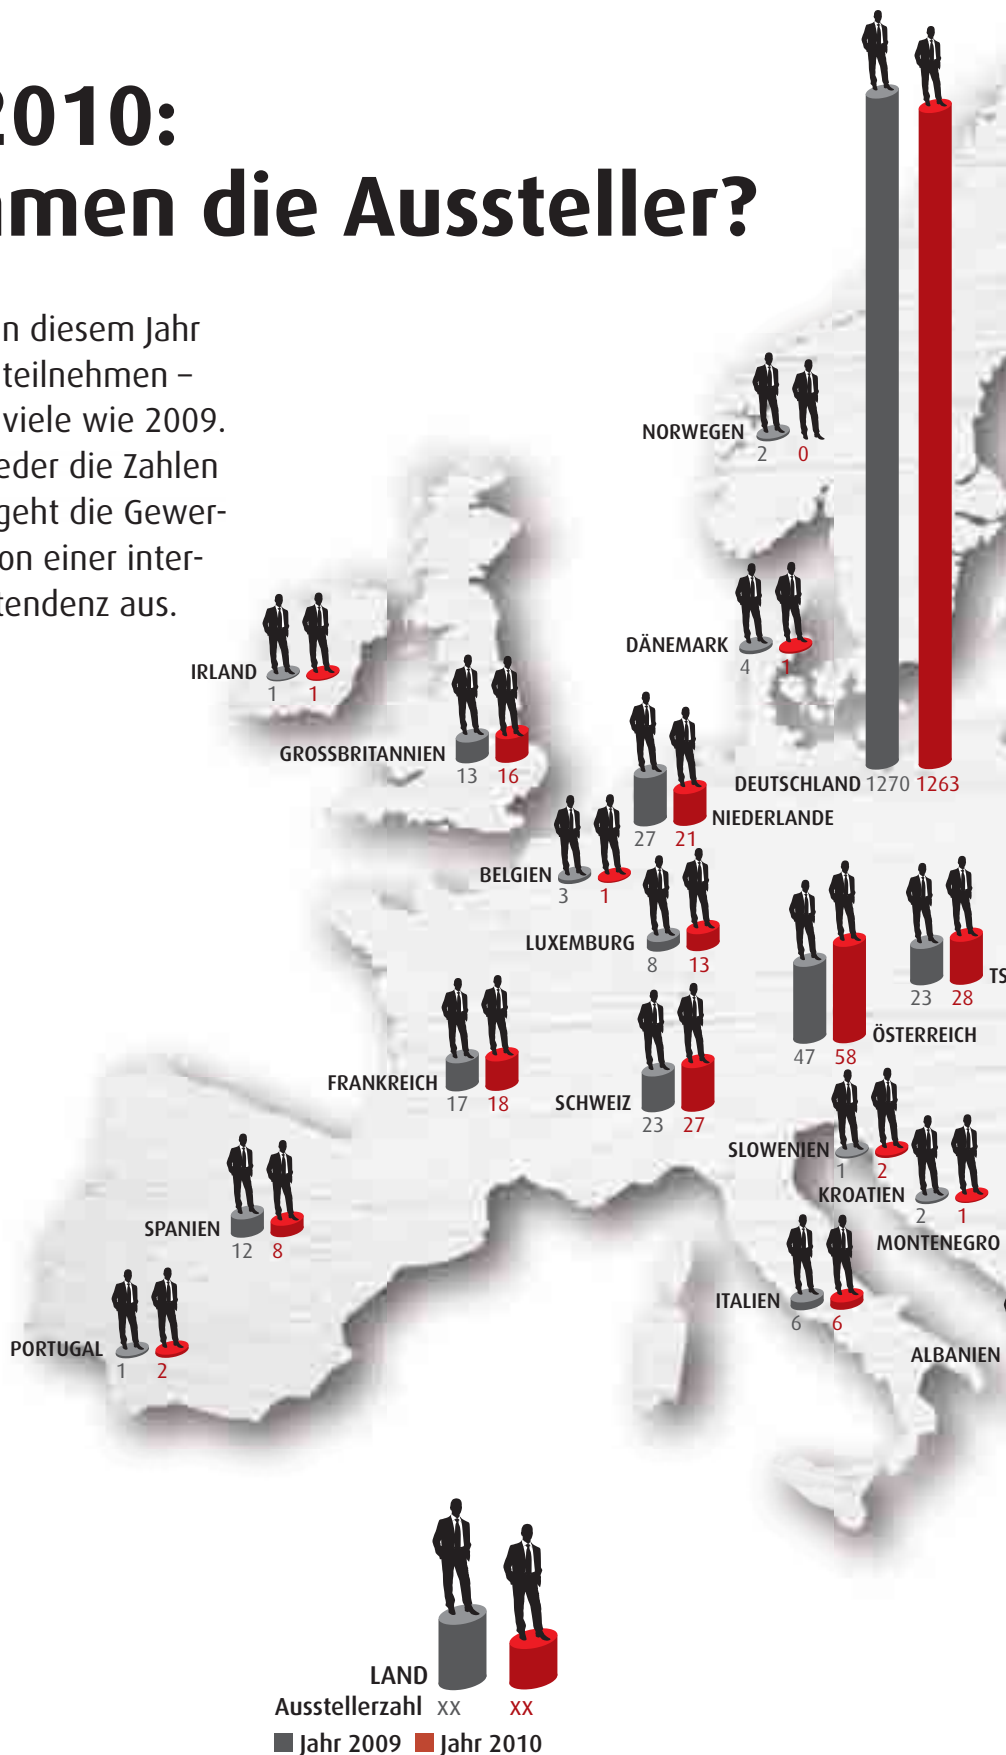 2010:
men die Aussteller?
n diesem Jahr
teilnehmen –
viele wie 2009.
eder die Zahlen
geht die Gewer-
on einer inter-
tendenz aus.
NORWEGEN
2 0
DÄNEMARK
4 1
IRLAND
1 1
GROSSBRITANNIEN
13 16
DEUTSCHLAND 1270 1263
NIEDERLANDE
27 21
BELGIEN
3 1
LUXEMBURG
8 13
TS
23 28
ÖSTERREICH
47 58
FRANKREICH
17 18
SCHWEIZ
23 27
SLOWENIEN
1 2
KROATIEN
2 1
SPANIEN
12 8
MONTENEGRO
ITALIEN
6 6
PORTUGAL
1 2
ALBANIEN
LAND
Ausstellerzahl xx xx
Jahr 2009 Jahr 2010